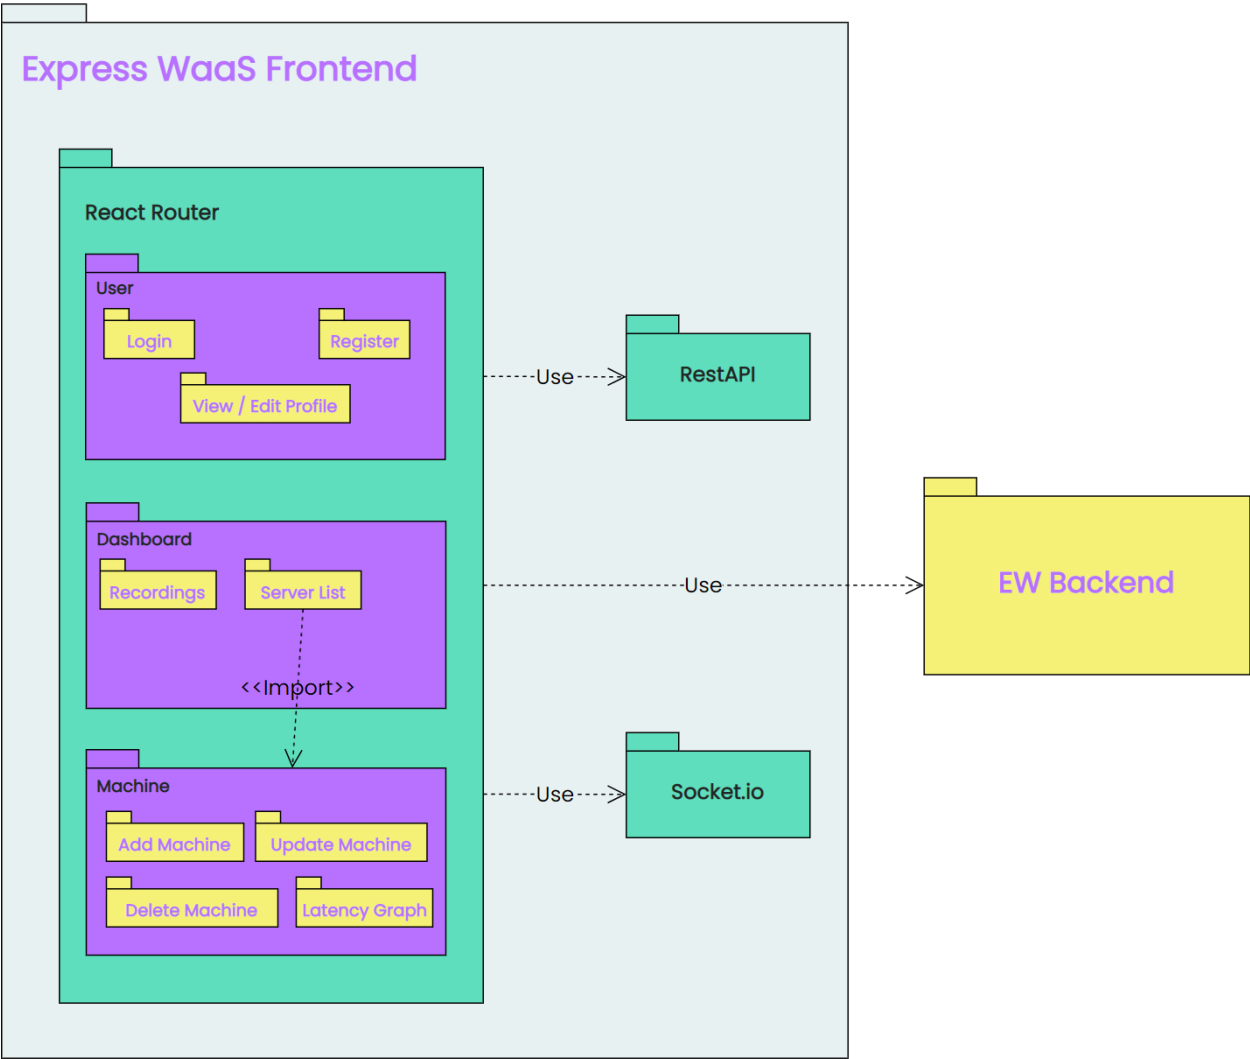 Express WaaS Frontend
React Router
User
Login
Register
View / Edit Profile
Use
RestAPI
Dashboard
Recordings
Server List
Use
EW Backend
<<Import>>
Machine
Use
Socket.io
Add Machine
Update Machine
Delete Machine
Latency Graph